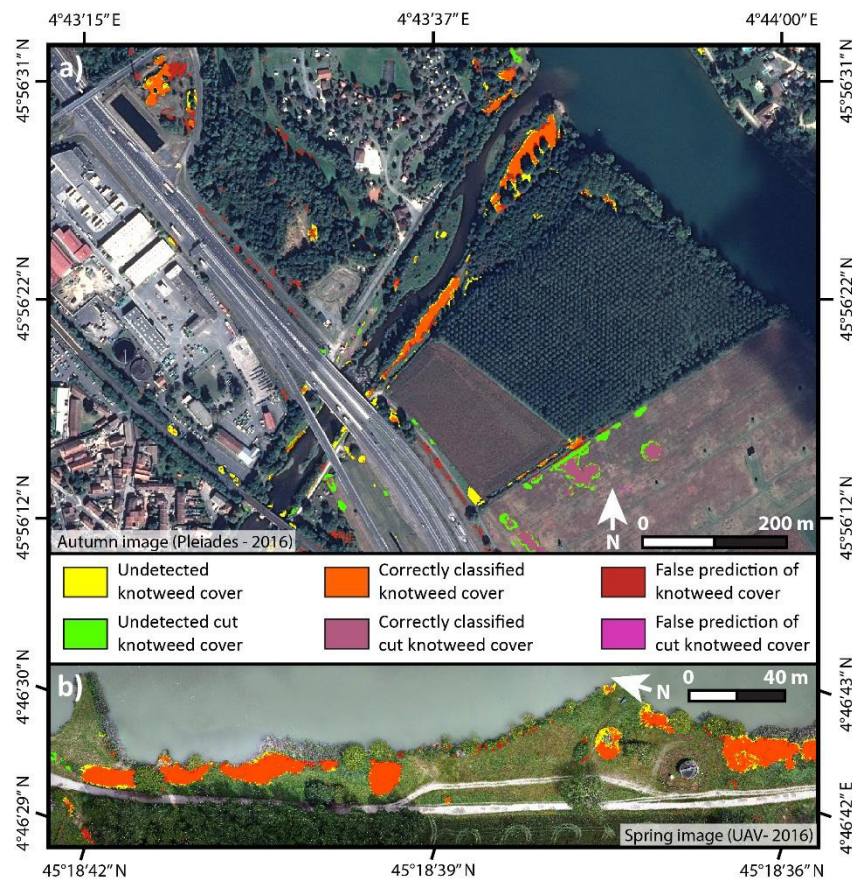 4°43'15"E
4°43'37"E
4°44'00"E
a)
45°56'31"N
45°56'31"N
45°56'22"N
45°56'22"N
45°56'12"N
45°56'12"N
0
200 m
N
Autumn image (Pleiades - 2016)
Undetected
knotweed cover
Correctly classified
knotweed cover
False prediction of
knotweed cover
Undetected cut
knotweed cover
Correctly classified
cut knotweed cover
False prediction of
cut knotweed cover
4°46'30"N
b)
N
0
40 m
4°46'43"N
4°46'29"N
4°46'42"E
Spring image (UAV- 2016)
45°18'42"N
45°18'39"N
45°18'36"N